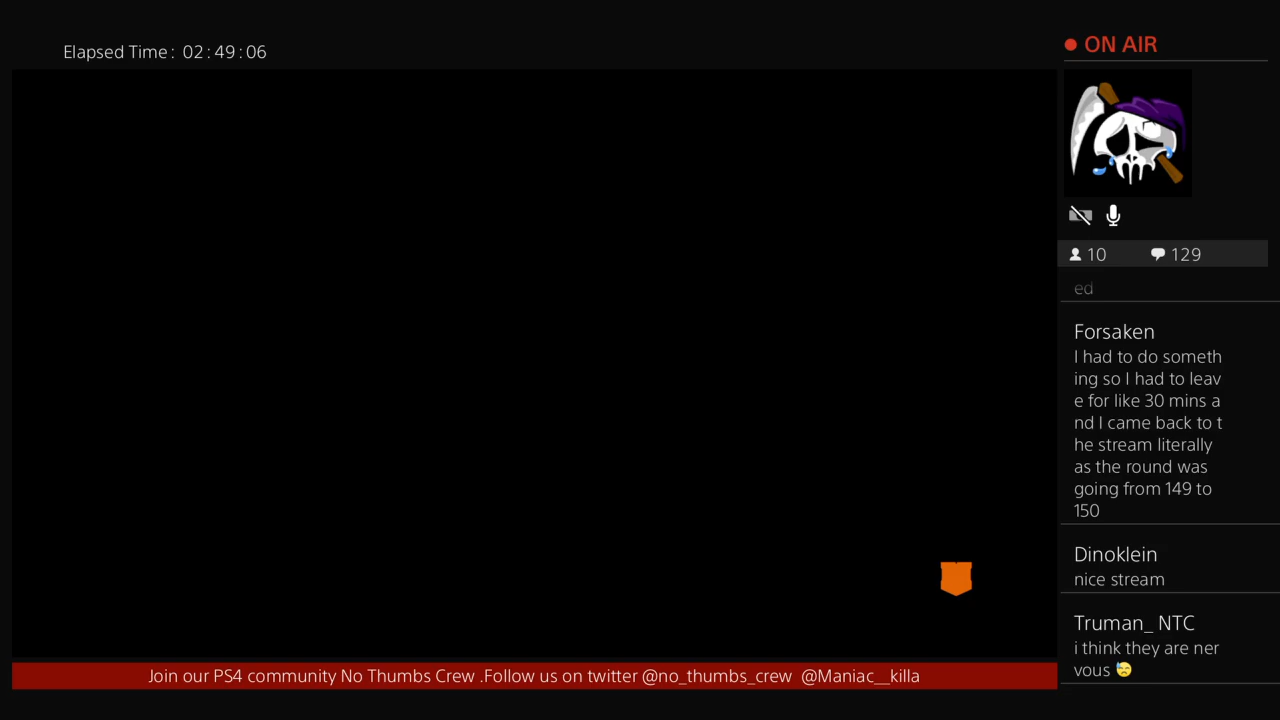 Elapsed Time: 02:49:06
ON AIR
10 129
ed
Forsaken
I had to do someth
ing so I had to leav
e for like 30 mins a
nd I came back to t
he stream literally
as the round was
going from 149 to
150
Dinoklein
nice stream
Truman_ NTC
i think they are ner
vous 😓
Join our PS4 community No Thumbs Crew .Follow us on twitter @no_thumbs_crew @Maniac__killa